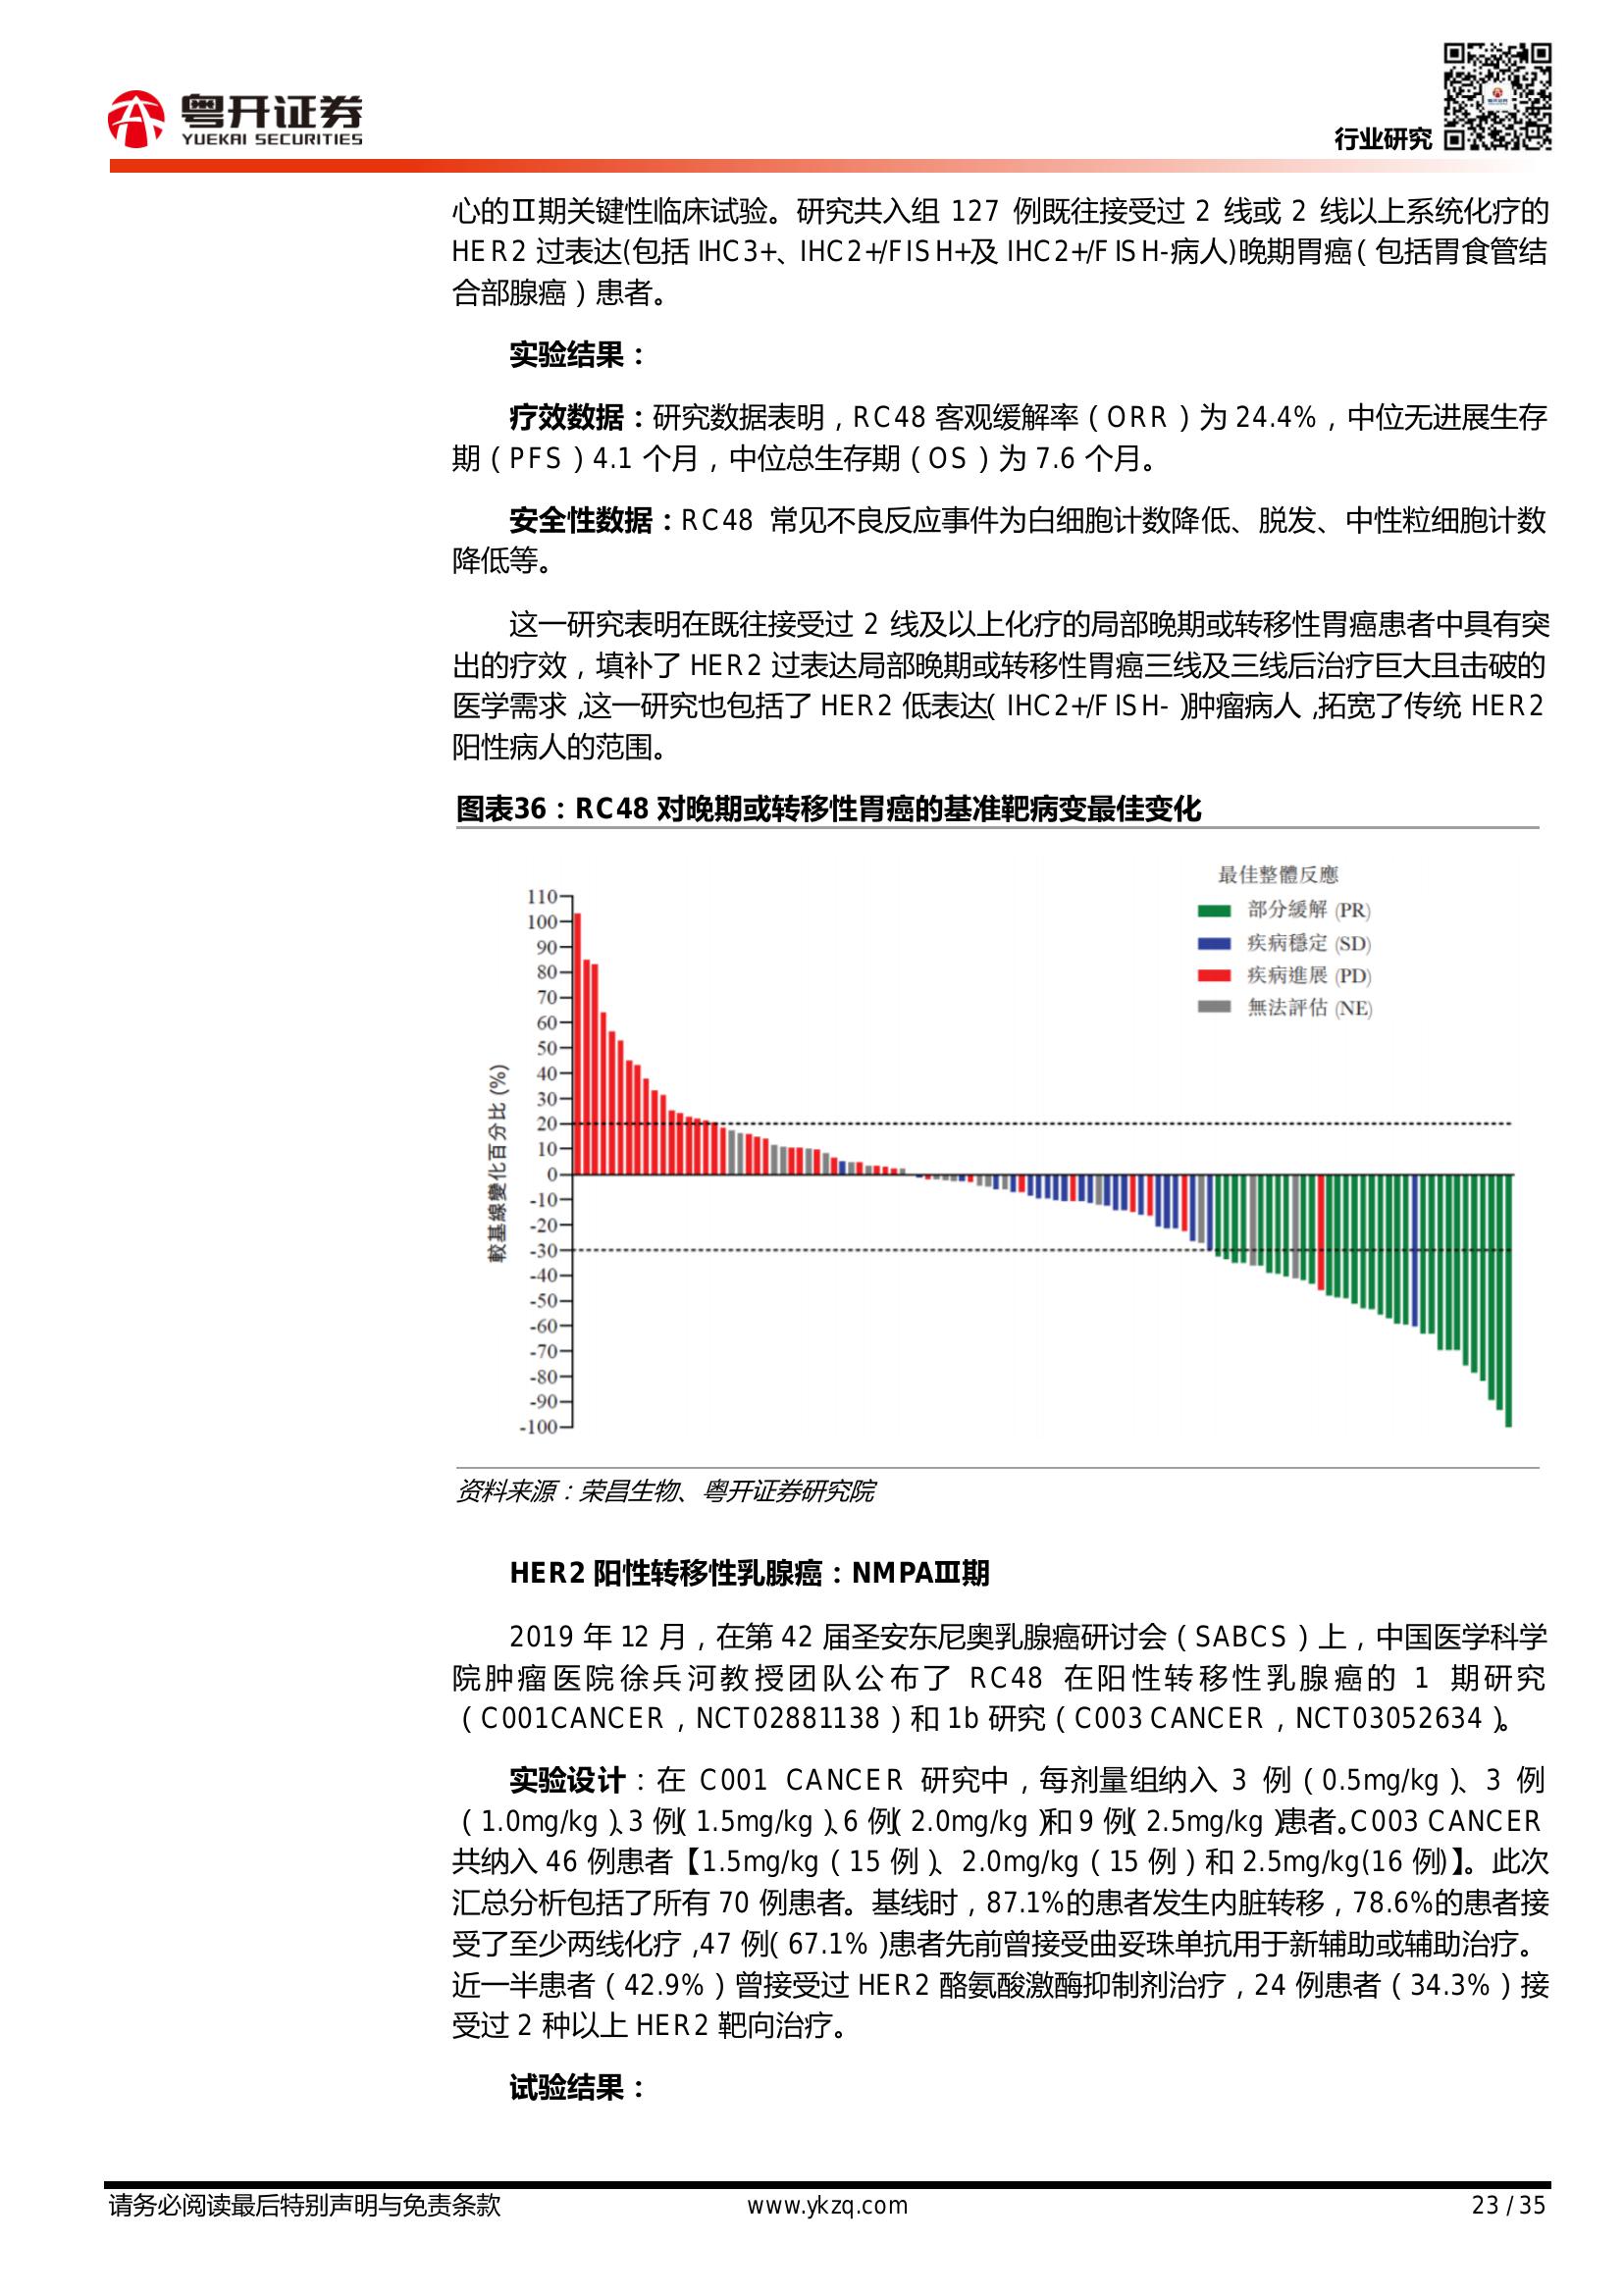 粤开证券
YUEKAI SECURITIES
行业研究
心的Ⅱ期关键性临床试验。研究共入组 127 例既往接受过 2 线或 2 线以上系统化疗的
HER2 过表达(包括 IHC3+、IHC2+/FISH+及 IHC2+/FISH-病人)晚期胃癌(包括胃食管结
合部腺癌)患者。
实验结果：
疗效数据：研究数据表明，RC48 客观缓解率（ORR）为 24.4%，中位无进展生存
期（PFS）4.1 个月，中位总生存期（OS）为 7.6 个月。
安全性数据：RC48 常见不良反应事件为白细胞计数降低、脱发、中性粒细胞计数
降低等。
这一研究表明在既往接受过 2 线及以上化疗的局部晚期或转移性胃癌患者中具有突
出的疗效，填补了 HER2 过表达局部晚期或转移性胃癌三线及三线后治疗巨大且击破的
医学需求，这一研究也包括了 HER2 低表达（IHC2+/FISH-）肿瘤病人，拓宽了传统 HER2
阳性病人的范围。
图表36：RC48 对晚期或转移性胃癌的基准靶病变最佳变化
最佳整體反應
部分緩解 (PR)
疾病穩定 (SD)
疾病進展 (PD)
無法評估 (NE)
較基線變化百分比 (%)
110
100
90
80
70
60
50
40
30
20
10
0
-10
-20
-30
-40
-50
-60
-70
-80
-90
-100
资料来源：荣昌生物、粤开证券研究院
HER2 阳性转移性乳腺癌：NMPAⅢ期
2019 年 12 月，在第 42 届圣安东尼奥乳腺癌研讨会（SABCS）上，中国医学科学
院肿瘤医院徐兵河教授团队公布了 RC48 在阳性转移性乳腺癌的 1 期研究
（C001CANCER，NCT02881138）和 1b 研究（C003 CANCER，NCT03052634）。
实验设计：在 C001 CANCER 研究中，每剂量组纳入 3 例（0.5mg/kg）、3 例
（1.0mg/kg）、3 例（1.5mg/kg）、6 例（2.0mg/kg）和 9 例（2.5mg/kg）患者。C003 CANCER
共纳入 46 例患者【1.5mg/kg（15 例）、2.0mg/kg（15 例）和 2.5mg/kg(16 例)】。此次
汇总分析包括了所有 70 例患者。基线时，87.1%的患者发生内脏转移，78.6%的患者接
受了至少两线化疗，47 例（67.1%）患者先前曾接受曲妥珠单抗用于新辅助或辅助治疗。
近一半患者（42.9%）曾接受过 HER2 酪氨酸激酶抑制剂治疗，24 例患者（34.3%）接
受过 2 种以上 HER2 靶向治疗。
试验结果：
请务必阅读最后特别声明与免责条款
www.ykzq.com
23 / 35